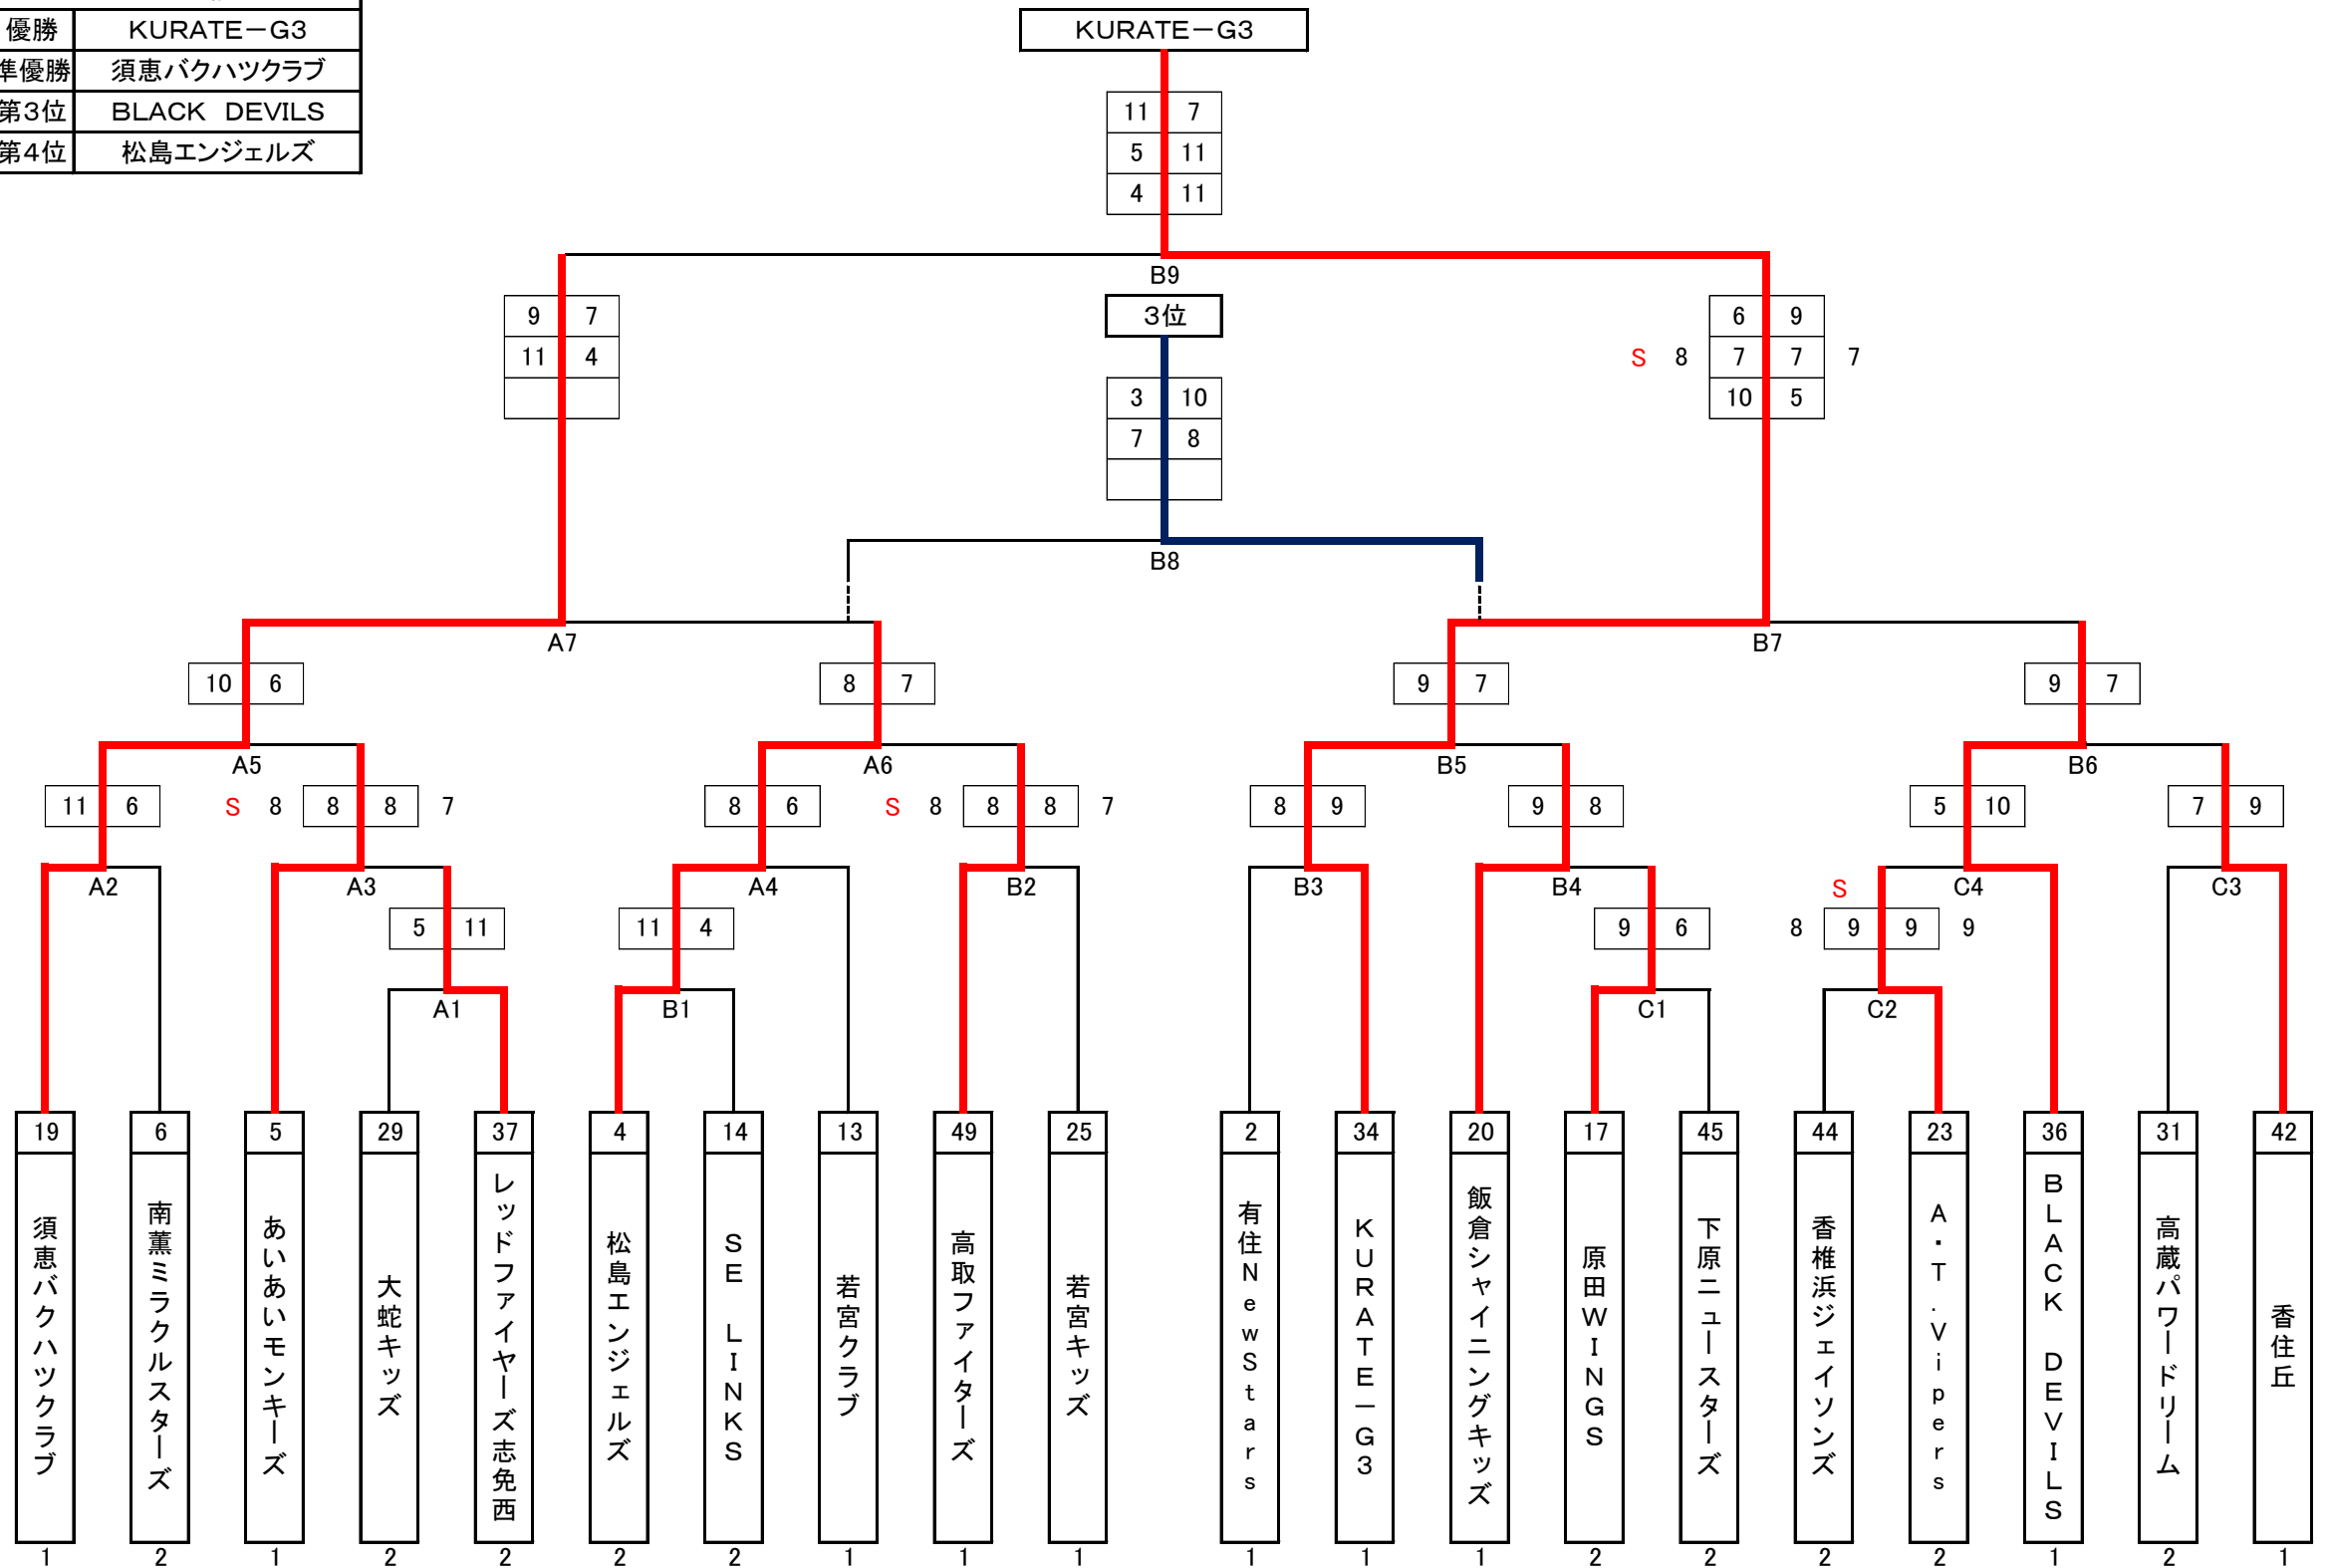 優勝 KURATE－G3
準優勝 須恵バクハツクラブ
第3位 BLACK　DEVILS
第4位 松島エンジェルズ
KURATE－G3
11 7
5 11
4 11
B9
3位
9 7
11 4
6 9
S 8 7 7 7
10 5
3 10
7 8
B8
A7
B7
10 6
8 7
9 7
9 7
A5
A6
B5
B6
11 6
S 8 8 8 7
8 6
S 8 8 8 7
8 9
9 8
5 10
7 9
A2
A3
A4
B2
B3
B4
C4
C3
5 11
11 4
9 6
S
8 9 9 9
A1
B1
C1
C2
19 6 5 29 37 4 14 13 49 25 2 34 20 17 45 44 23 36 31 42
須恵バクハツクラブ
南薫ミラクルスターズ
あいあいモンキーズ
大蛇キッズ
レッドファイヤーズ志免西
松島エンジェルズ
SE　LINKS
若宮クラブ
高取ファイターズ
若宮キッズ
有住NewStars
KURATE－G3
飯倉シャイニングキッズ
原田WINGS
下原ニュースターズ
香椎浜ジェイソンズ
A・T.Vipers
BLACK　DEVILS
高蔵パワードリーム
香住丘
1 2 1 2 2 2 2 1 1 1 1 1 1 2 2 2 2 1 2 1